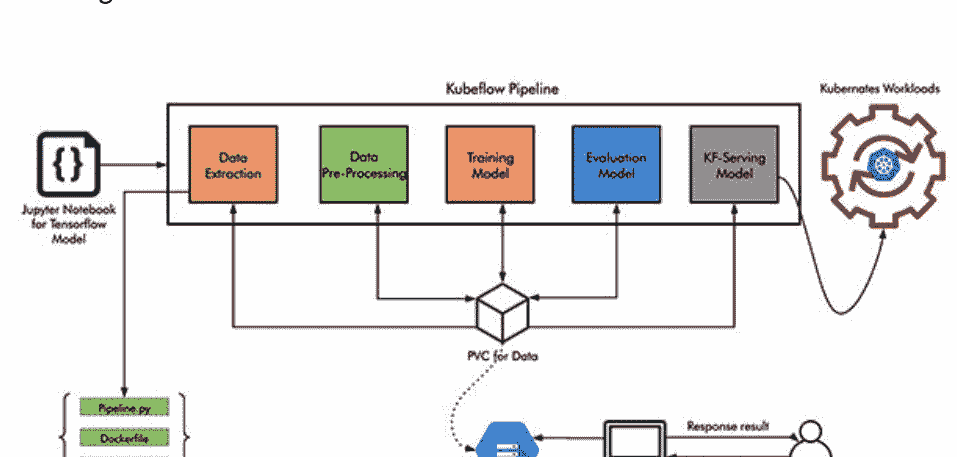 Kubeflow Pipeline
Kubernates Workloads
Data
Extraction
Data
Pre-Processing
Training
Model
Evaluation
Model
KF-Serving
Model
{}
Jupyter Notebook
for Tensorflow
Model
PVC for Data
Pipeline.py
Dockerfile
Response result